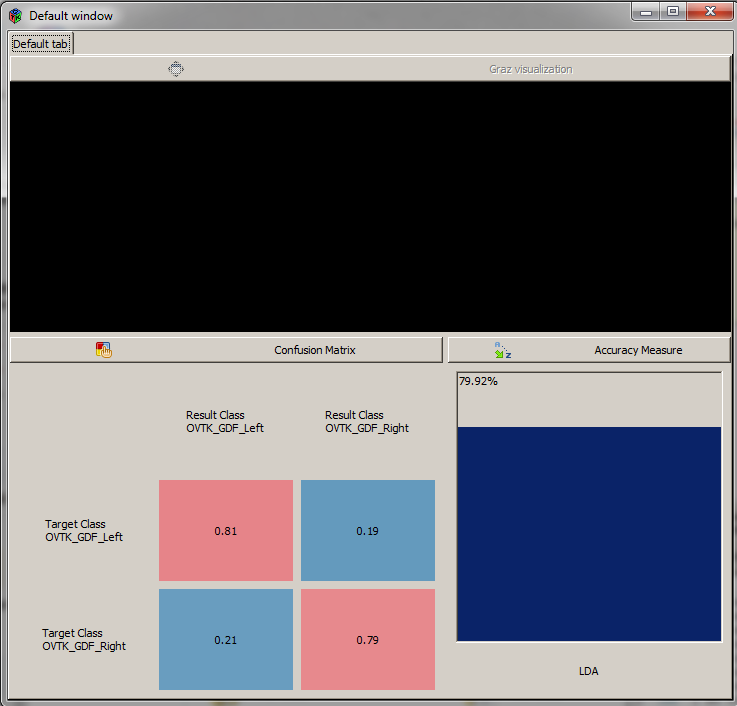 Default window
Default tab
Graz visualization
Confusion Matrix
Accuracy Measure
79.92%
Result Class
OVTK_GDF_Left
Result Class
OVTK_GDF_Right
Target Class
OVTK_GDF_Left
0.81
0.19
Target Class
OVTK_GDF_Right
0.21
0.79
LDA